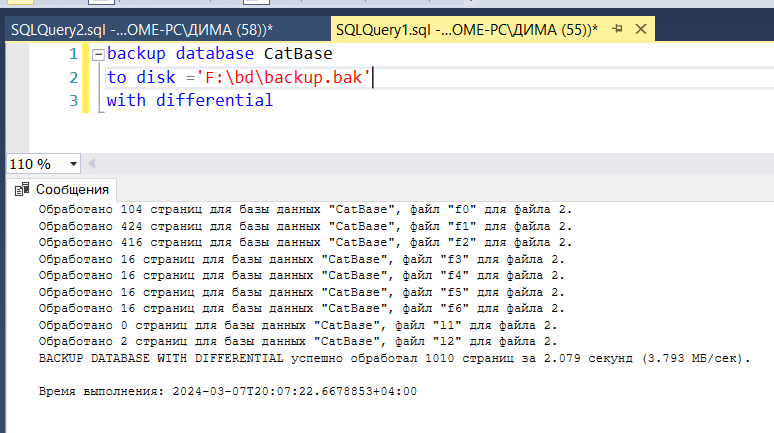 SQLQuery2.sql -...OME-PC\ДИМА (58))*
SQLQuery1.sql -...OME-PC\ДИМА (55))*
1 backup database CatBase
2 to disk ='F:\bd\backup.bak'
3 with differential
110 %
Сообщения
Обработано 104 страниц для базы данных "CatBase", файл "f0" для файла 2.
Обработано 424 страниц для базы данных "CatBase", файл "f1" для файла 2.
Обработано 416 страниц для базы данных "CatBase", файл "f2" для файла 2.
Обработано 16 страниц для базы данных "CatBase", файл "f3" для файла 2.
Обработано 16 страниц для базы данных "CatBase", файл "f4" для файла 2.
Обработано 16 страниц для базы данных "CatBase", файл "f5" для файла 2.
Обработано 16 страниц для базы данных "CatBase", файл "f6" для файла 2.
Обработано 0 страниц для базы данных "CatBase", файл "l1" для файла 2.
Обработано 2 страниц для базы данных "CatBase", файл "l2" для файла 2.
BACKUP DATABASE WITH DIFFERENTIAL успешно обработал 1010 страниц за 2.079 секунд (3.793 МБ/сек).
Время выполнения: 2024-03-07T20:07:22.6678853+04:00